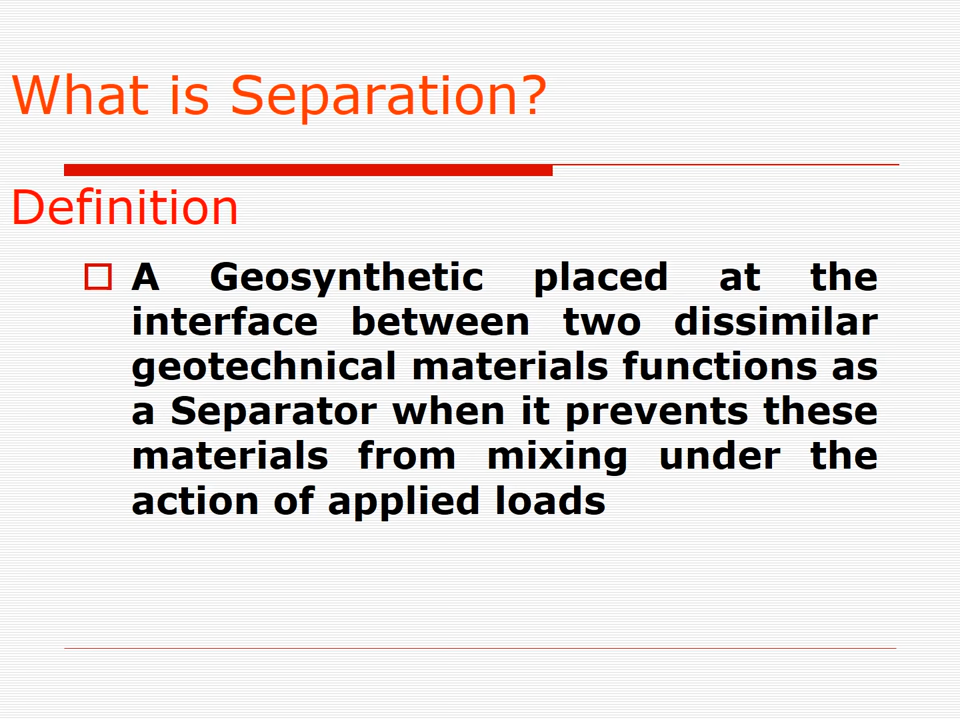 What is Separation?
Definition
A Geosynthetic placed at the
interface between two dissimilar
geotechnical materials functions as
a Separator when it prevents these
materials from mixing under the
action of applied loads